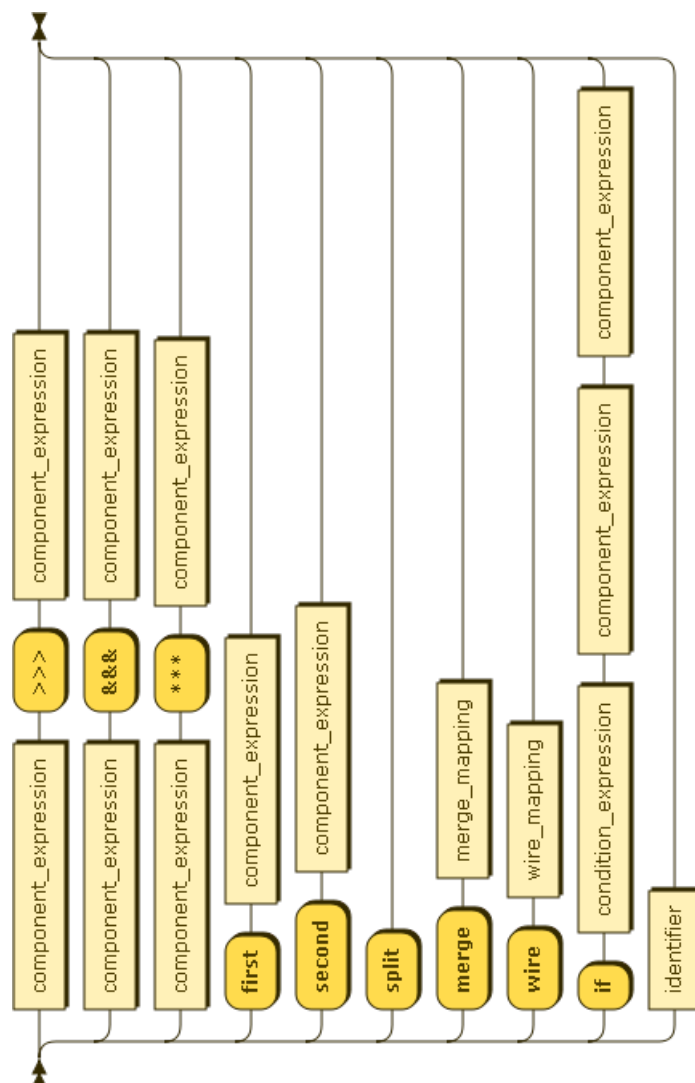 component_expression >>> component_expression
component_expression &&& component_expression
component_expression *** component_expression
first component_expression
second component_expression
split
merge merge_mapping
wire wire_mapping
if condition_expression component_expression component_expression
identifier